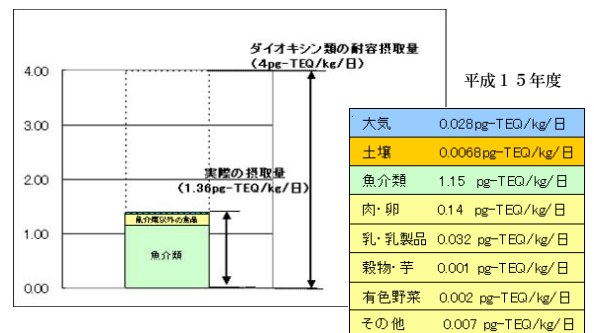 ダイオキシン類の耐容摂取量
(4pg-TEQ/kg/日)
4.00
3.00
2.00
1.00
0.00
実際の摂取量
(1.36pg-TEQ/kg/日)
魚介類以外の食品
魚介類
平成15年度
大気 0.028pg-TEQ/kg/日
土壌 0.0068pg-TEQ/kg/日
魚介類 1.15 pg-TEQ/kg/日
肉・卵 0.14 pg-TEQ/kg/日
乳・乳製品 0.032 pg-TEQ/kg/日
穀物・芋 0.001 pg-TEQ/kg/日
有色野菜 0.002 pg-TEQ/kg/日
その他 0.007 pg-TEQ/kg/日